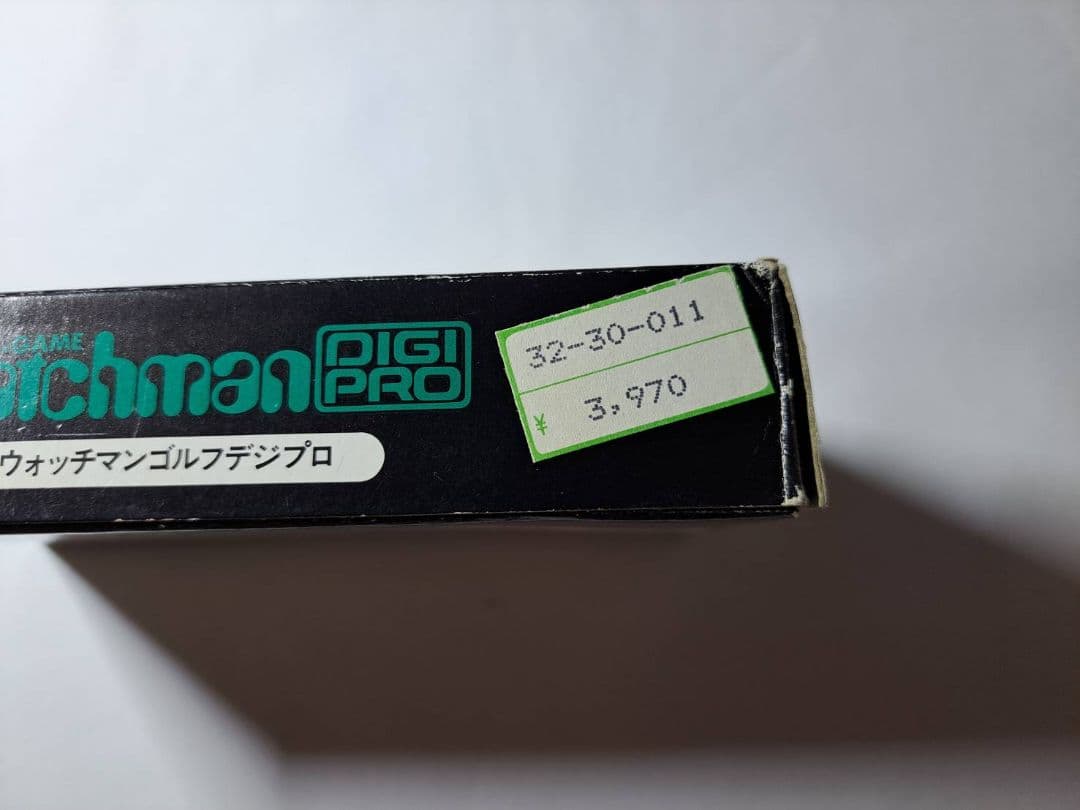 GAME
atchman
DIGI
PRO
ウォッチマンゴルフデジプロ
32-30-011
¥ 3,970